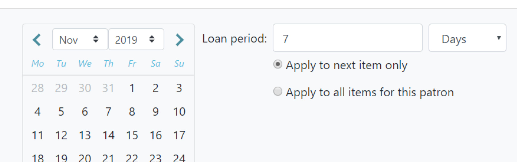 Nov 2019 Loan period: 7 Days
Mo Tu We Th Fr Sa Su
28 29 30 31 1 2 3
4 5 6 7 8 9 10
11 12 13 14 15 16 17
18 19 20 21 22 23 24
Apply to next item only
Apply to all items for this patron